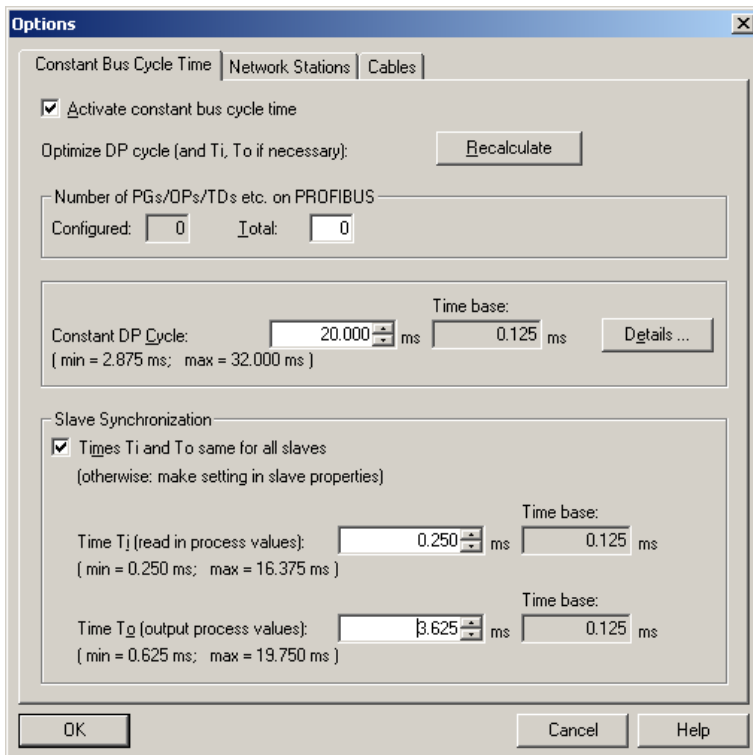 Options
Constant Bus Cycle Time Network Stations Cables
Activate constant bus cycle time
Optimize DP cycle (and Ti, To if necessary): Recalculate
Number of PGs/OPs/TDs etc. on PROFIBUS
Configured: 0 Total: 0
Time base:
Constant DP Cycle: 20.000 ms 0.125 ms Details ...
( min = 2.875 ms; max = 32.000 ms )
Slave Synchronization
Times Ti and To same for all slaves
(otherwise: make setting in slave properties)
Time base:
Time Ti (read in process values): 0.250 ms 0.125 ms
( min = 0.250 ms; max = 16.375 ms )
Time base:
Time To (output process values): 3.625 ms 0.125 ms
( min = 0.625 ms; max = 19.750 ms )
OK Cancel Help